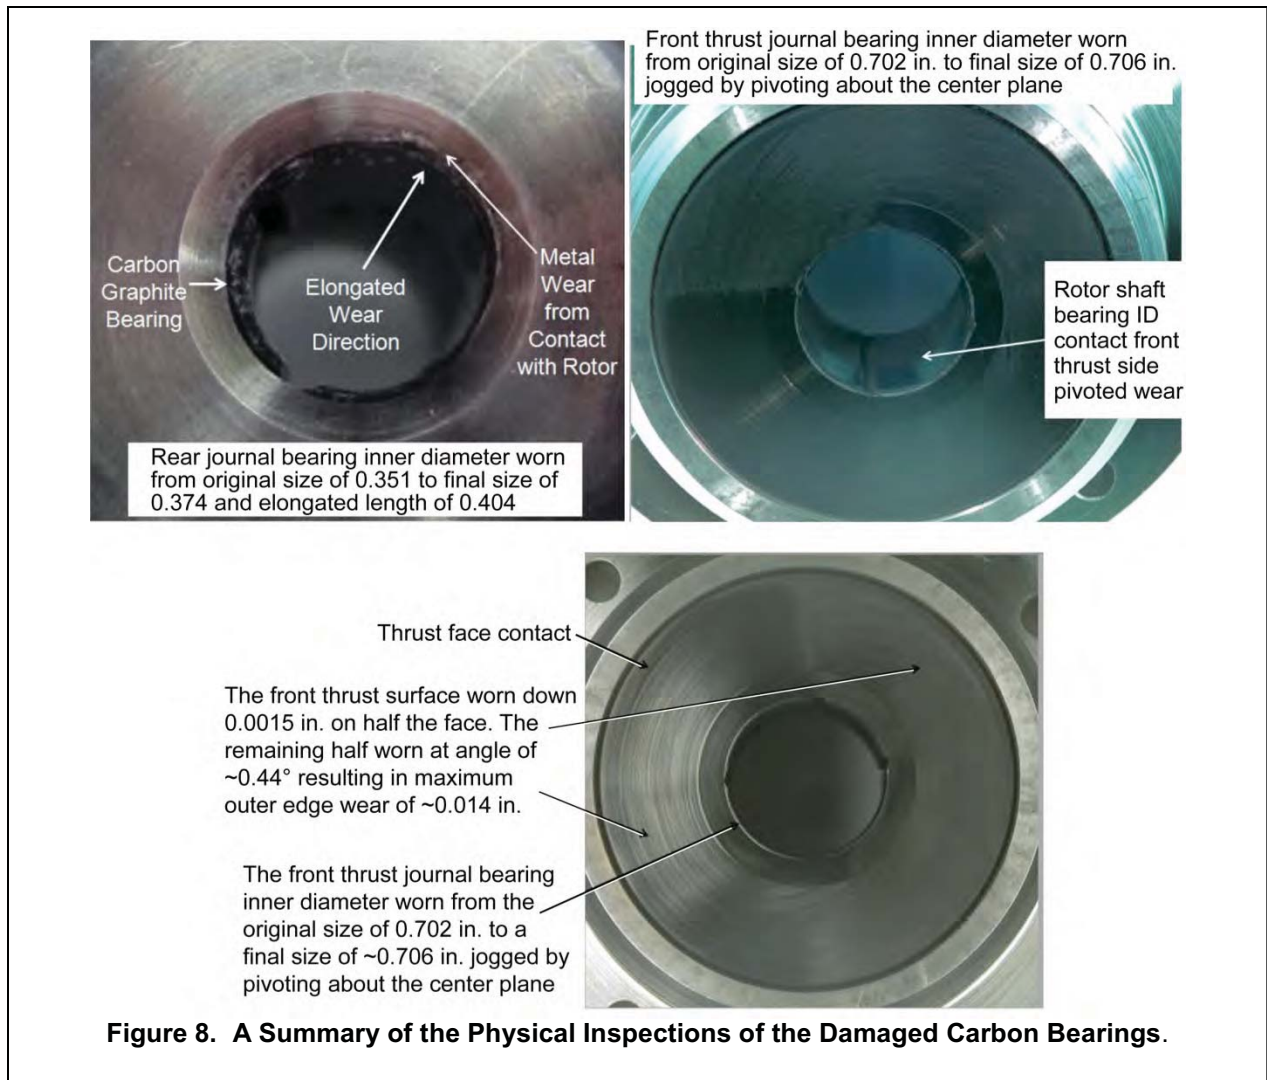 Carbon
Graphite
Bearing
Elongated
Wear
Direction
Metal
Wear
from
Contact
with Rotor
Rear journal bearing inner diameter worn
from original size of 0.351 to final size of
0.374 and elongated length of 0.404
Front thrust journal bearing inner diameter worn
from original size of 0.702 in. to final size of 0.706 in.
jogged by pivoting about the center plane
Rotor shaft
bearing ID
contact front
thrust side
pivoted wear
Thrust face contact
The front thrust surface worn down
0.0015 in. on half the face. The
remaining half worn at angle of
~0.44° resulting in maximum
outer edge wear of ~0.014 in.
The front thrust journal bearing
inner diameter worn from the
original size of 0.702 in. to a
final size of ~0.706 in. jogged by
pivoting about the center plane
Figure 8.  A Summary of the Physical Inspections of the Damaged Carbon Bearings.